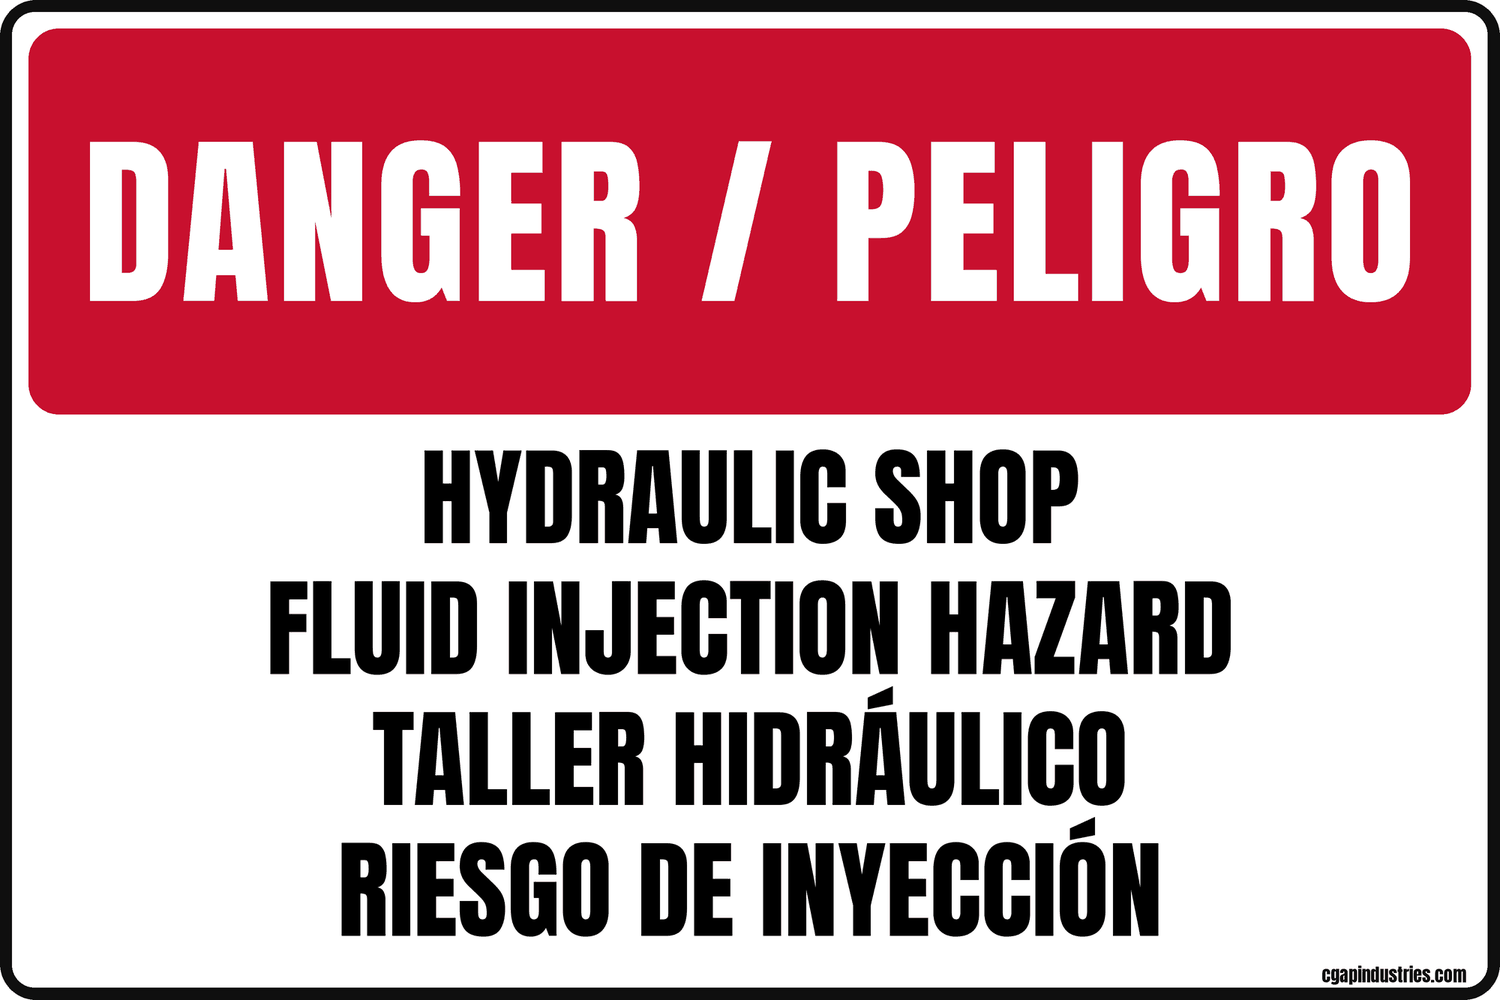 DANGER / PELIGRO
HYDRAULIC SHOP
FLUID INJECTION HAZARD
TALLER HIDRÁULICO
RIESGO DE INYECCIÓN
cgapindustries.com